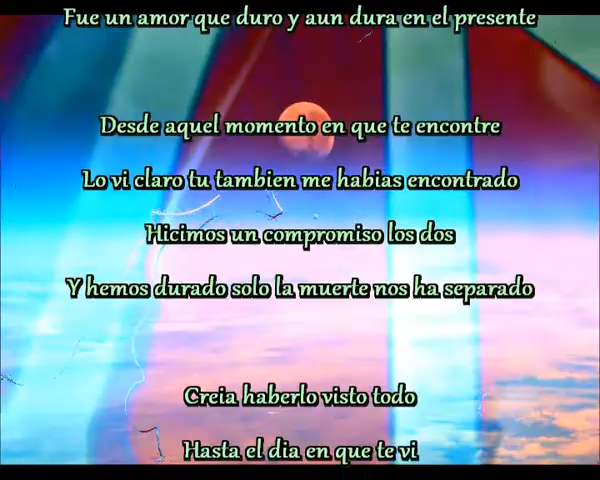 Fue un amor que duro y aun dura en el presente
Desde aquel momento en que te encontre
Lo vi claro tu tambien me habias encontrado
Hicimos un compromiso los dos
Y hemos durado solo la muerte nos ha separado
Creia haberlo visto todo
Hasta el dia en que te vi